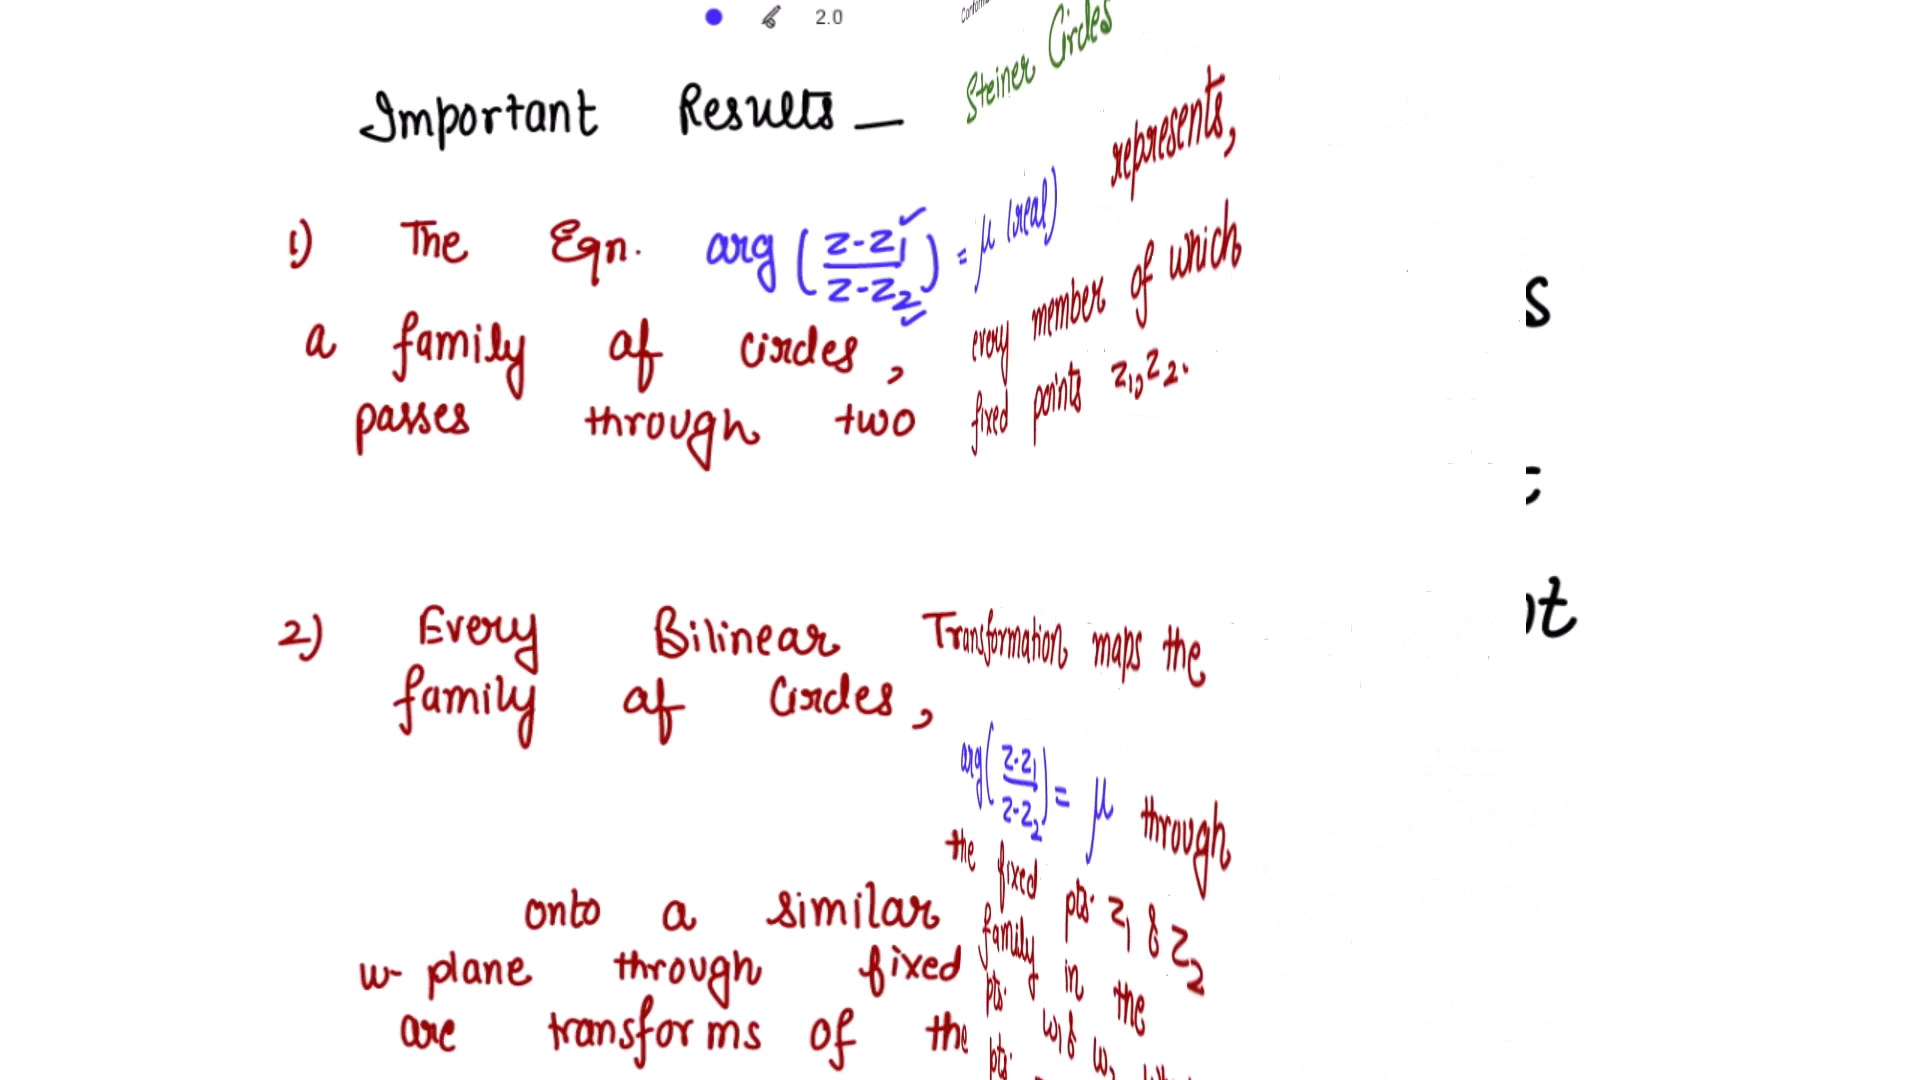 2.0
Steiner Circles
Important Results —
1) The Eqn. arg (z-z1/z-z2) = μ (real) represents,
a family of circles, every member of which
passes through two fixed points z1, z2.
2) Every Bilinear Transformation maps the
family of Circles, arg(z-z1/z-z2) = μ through
the fixed pts. z1 & z2
onto a similar family in the
w- plane through fixed pts. w1 & w2
are transforms of the pts.